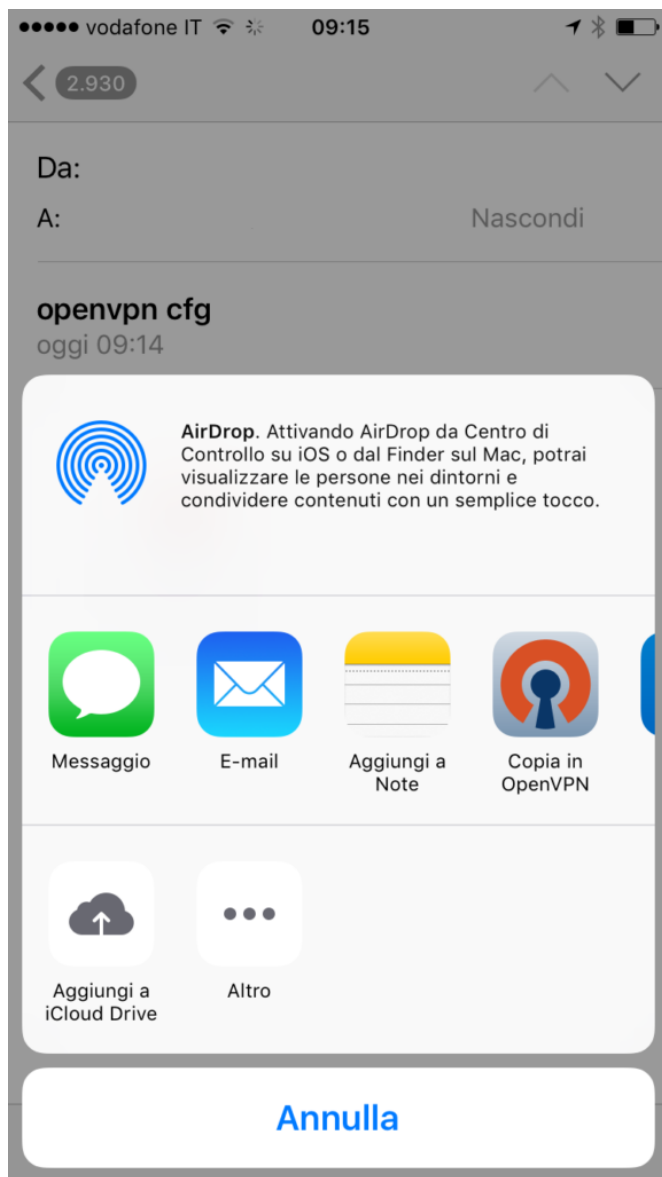 vodafone IT 09:15
2.930
Da:
A: Nascondi
openvpn cfg
oggi 09:14
AirDrop. Attivando AirDrop da Centro di
Controllo su iOS o dal Finder sul Mac, potrai
visualizzare le persone nei dintorni e
condividere contenuti con un semplice tocco.
Messaggio
E-mail
Aggiungi a
Note
Copia in
OpenVPN
Aggiungi a
iCloud Drive
Altro
Annulla